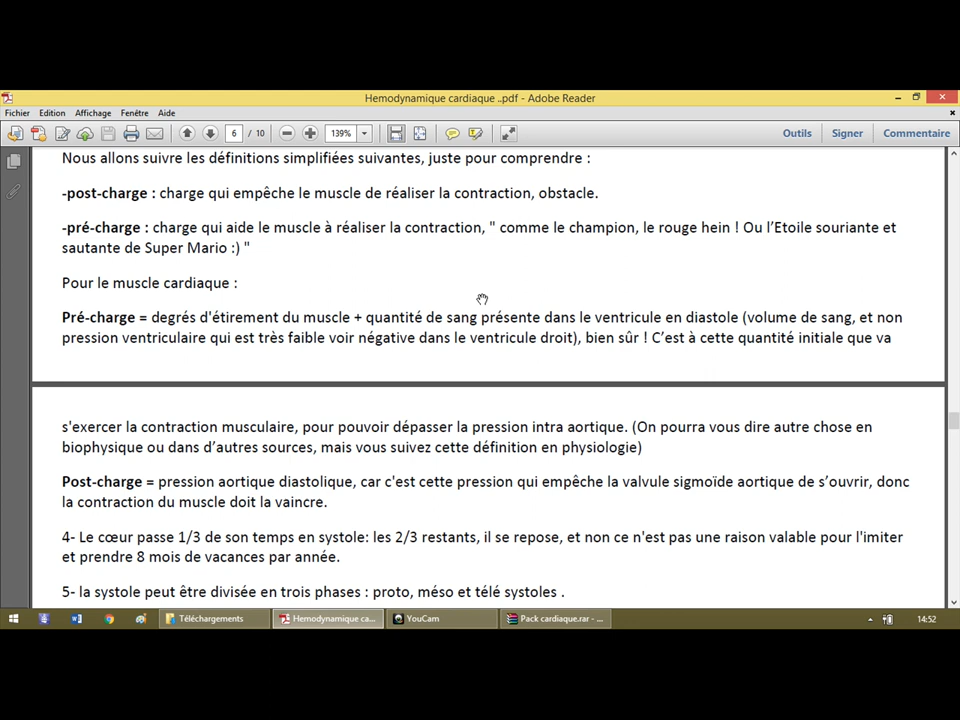 Hemodynamique cardiaque ..pdf - Adobe Reader
Fichier Edition Affichage Fenêtre Aide
6 / 10 139% Outils Signer Commentaire
Nous allons suivre les définitions simplifiées suivantes, juste pour comprendre :
-post-charge : charge qui empêche le muscle de réaliser la contraction, obstacle.
-pré-charge : charge qui aide le muscle à réaliser la contraction, " comme le champion, le rouge hein ! Ou l'Etoile souriante et
sautante de Super Mario :) "
Pour le muscle cardiaque :
Pré-charge = degrés d'étirement du muscle + quantité de sang présente dans le ventricule en diastole (volume de sang, et non
pression ventriculaire qui est très faible voir négative dans le ventricule droit), bien sûr ! C'est à cette quantité initiale que va
s'exercer la contraction musculaire, pour pouvoir dépasser la pression intra aortique. (On pourra vous dire autre chose en
biophysique ou dans d'autres sources, mais vous suivez cette définition en physiologie)
Post-charge = pression aortique diastolique, car c'est cette pression qui empêche la valvule sigmoïde aortique de s'ouvrir, donc
la contraction du muscle doit la vaincre.
4- Le cœur passe 1/3 de son temps en systole: les 2/3 restants, il se repose, et non ce n'est pas une raison valable pour l'imiter
et prendre 8 mois de vacances par année.
5- la systole peut être divisée en trois phases : proto, méso et télé systoles .
Téléchargements Hemodynamique ca... YouCam Pack cardiaque.rar - ... 14:52